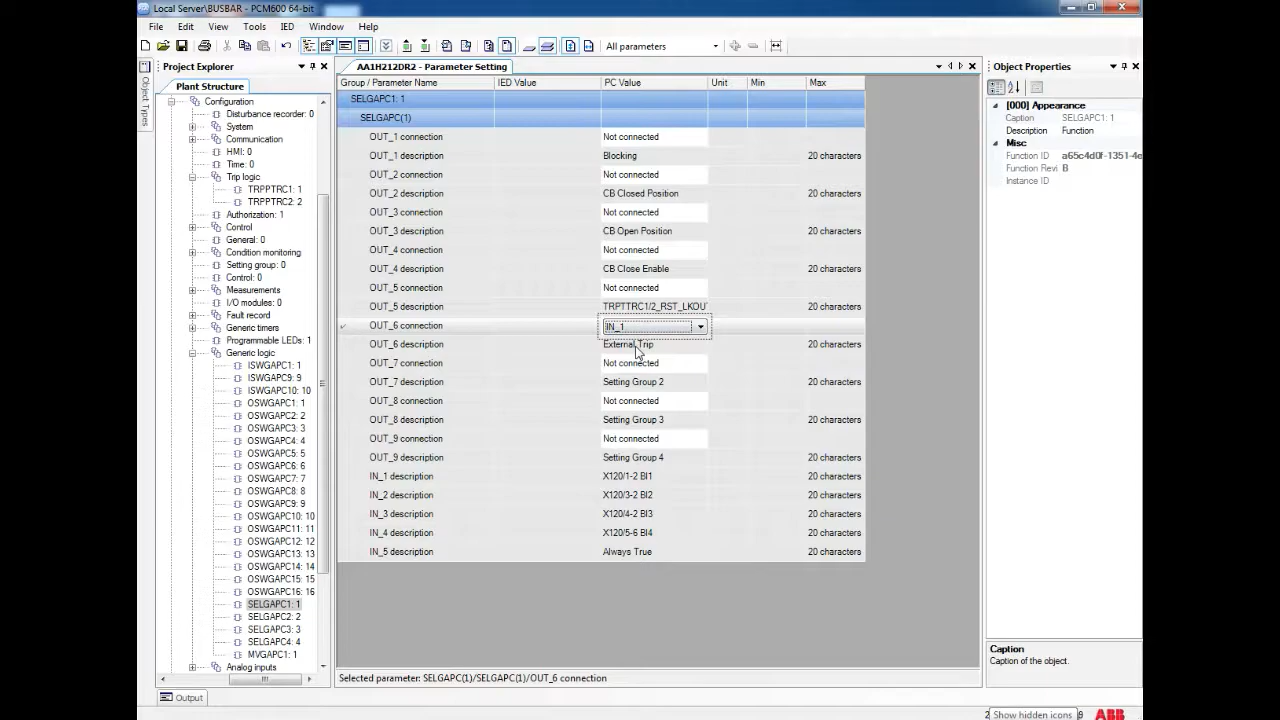 Local Server\BUSBAR - PCM600 64-bit
File Edit View Tools IED Window Help
All parameters
Object Types
Project Explorer
Plant Structure
Configuration
Disturbance recorder: 0
System
Communication
HMI: 0
Time: 0
Trip logic
TRPPTRC1: 1
TRPPTRC2: 2
Authorization: 1
Control
General: 0
Condition monitoring
Setting group: 0
Control: 0
Measurements
I/O modules: 0
Fault record
Generic timers
Programmable LEDs: 1
Generic logic
ISWGAPC1: 1
ISWGAPC9: 9
ISWGAPC10: 10
OSWGAPC1: 1
OSWGAPC2: 2
OSWGAPC3: 3
OSWGAPC4: 4
OSWGAPC5: 5
OSWGAPC6: 6
OSWGAPC7: 7
OSWGAPC8: 8
OSWGAPC9: 9
OSWGAPC10: 10
OSWGAPC11: 11
OSWGAPC12: 12
OSWGAPC13: 13
OSWGAPC14: 14
OSWGAPC15: 15
OSWGAPC16: 16
SELGAPC1: 1
SELGAPC2: 2
SELGAPC3: 3
SELGAPC4: 4
MVGAPC1: 1
Analog inputs
Output
AA1H212DR2 - Parameter Setting
Group / Parameter Name IED Value PC Value Unit Min Max
SELGAPC1: 1
SELGAPC(1)
OUT_1 connection Not connected
OUT_1 description Blocking 20 characters
OUT_2 connection Not connected
OUT_2 description CB Closed Position 20 characters
OUT_3 connection Not connected
OUT_3 description CB Open Position 20 characters
OUT_4 connection Not connected
OUT_4 description CB Close Enable 20 characters
OUT_5 connection Not connected
OUT_5 description TRPTTRC1/2_RST_LKOU 20 characters
OUT_6 connection IN_1
OUT_6 description External Trip 20 characters
OUT_7 connection Not connected
OUT_7 description Setting Group 2 20 characters
OUT_8 connection Not connected
OUT_8 description Setting Group 3 20 characters
OUT_9 connection Not connected
OUT_9 description Setting Group 4 20 characters
IN_1 description X120/1-2 BI1 20 characters
IN_2 description X120/3-2 BI2 20 characters
IN_3 description X120/4-2 BI3 20 characters
IN_4 description X120/5-6 BI4 20 characters
IN_5 description Always True 20 characters
Selected parameter: SELGAPC(1)/SELGAPC(1)/OUT_6 connection
Object Properties
[000] Appearance
Caption SELGAPC1: 1
Description Function
Misc
Function ID a65c4d0f-1351-4e
Function Revi B
Instance ID
Caption
Caption of the object.
Show hidden icons
ABB